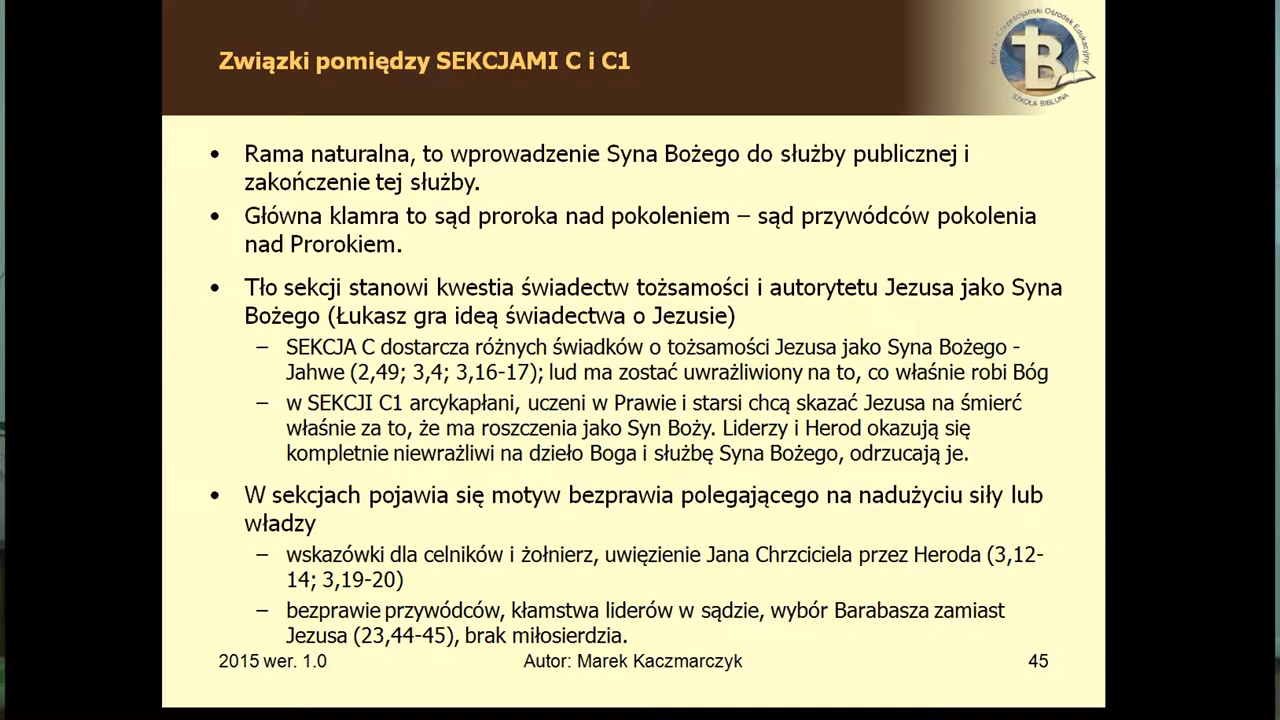 Związki pomiędzy SEKCJAMI C i C1
Berea - Chrześcijański Ośrodek Edukacyjny
SZKOŁA BIBLIJNA
• Rama naturalna, to wprowadzenie Syna Bożego do służby publicznej i
zakończenie tej służby.
• Główna klamra to sąd proroka nad pokoleniem – sąd przywódców pokolenia
nad Prorokiem.
• Tło sekcji stanowi kwestia świadectw tożsamości i autorytetu Jezusa jako Syna
Bożego (Łukasz gra ideą świadectwa o Jezusie)
– SEKCJA C dostarcza różnych świadków o tożsamości Jezusa jako Syna Bożego -
Jahwe (2,49; 3,4; 3,16-17); lud ma zostać uwrażliwiony na to, co właśnie robi Bóg
– w SEKCJI C1 arcykapłani, uczeni w Prawie i starsi chcą skazać Jezusa na śmierć
właśnie za to, że ma roszczenia jako Syn Boży. Liderzy i Herod okazują się
kompletnie niewrażliwi na dzieło Boga i służbę Syna Bożego, odrzucają je.
• W sekcjach pojawia się motyw bezprawia polegającego na nadużyciu siły lub
władzy
– wskazówki dla celników i żołnierz, uwięzienie Jana Chrzciciela przez Heroda (3,12-
14; 3,19-20)
– bezprawie przywódców, kłamstwa liderów w sądzie, wybór Barabasza zamiast
Jezusa (23,44-45), brak miłosierdzia.
2015 wer. 1.0 Autor: Marek Kaczmarczyk 45